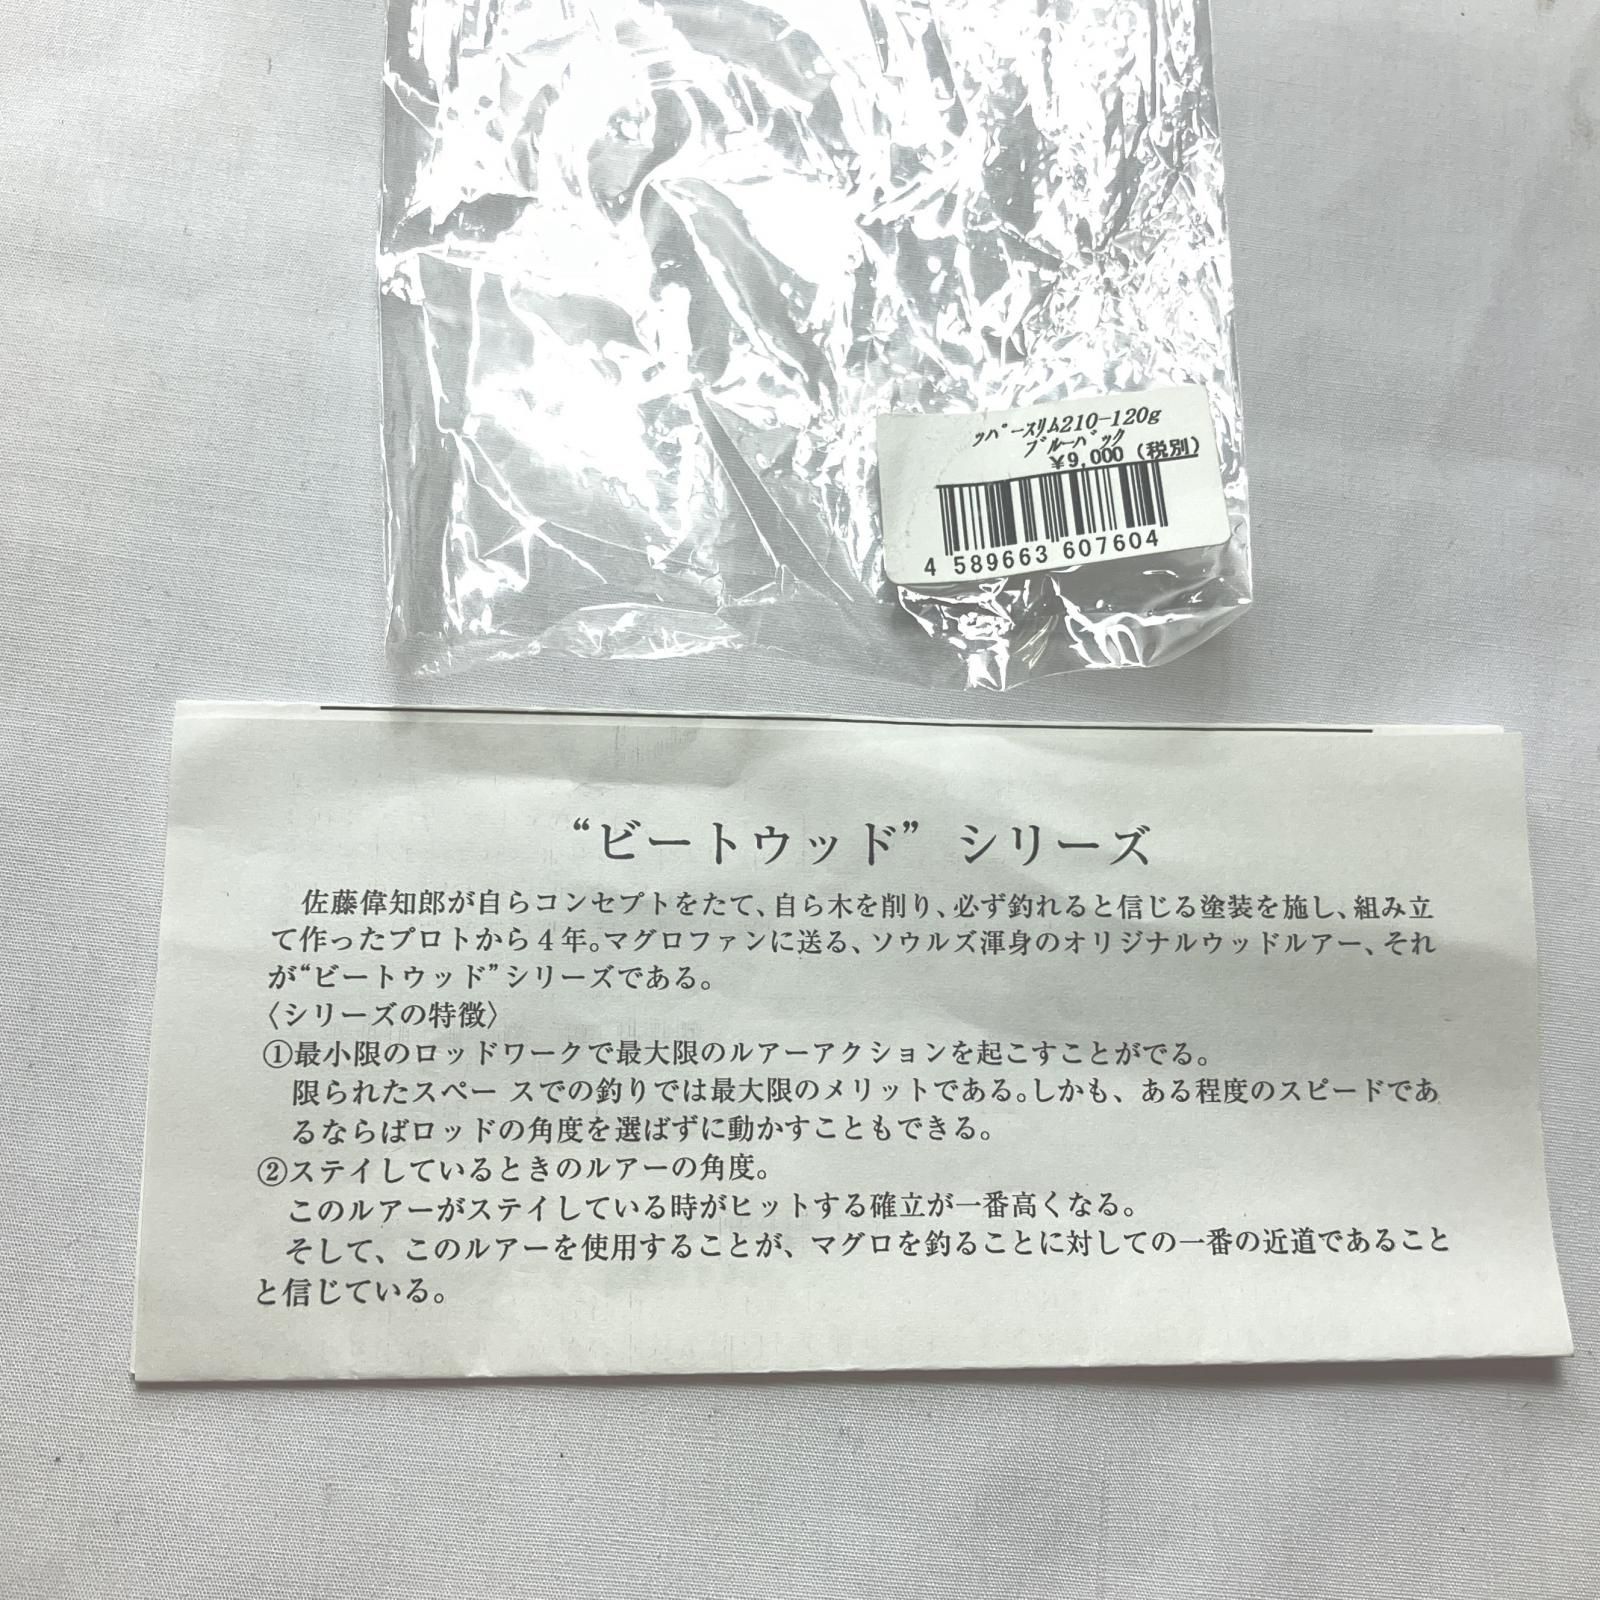 ッパースリム210-120g
ブルーバック
¥9,000（税別）
4 589663 607604
“ビートウッド” シリーズ
佐藤偉知郎が自らコンセプトをたて、自ら木を削り、必ず釣れると信じる塗装を施し、組み立
て作ったプロトから４年。マグロファンに送る、ソウルズ渾身のオリジナルウッドルアー、それ
が“ビートウッド”シリーズである。
〈シリーズの特徴〉
①最小限のロッドワークで最大限のルアーアクションを起こすことがでる。
限られたスペー スでの釣りでは最大限のメリットである。しかも、ある程度のスピードであ
るならばロッドの角度を選ばずに動かすこともできる。
②ステイしているときのルアーの角度。
このルアーがステイしている時がヒットする確立が一番高くなる。
そして、このルアーを使用することが、マグロを釣ることに対しての一番の近道であること
と信じている。